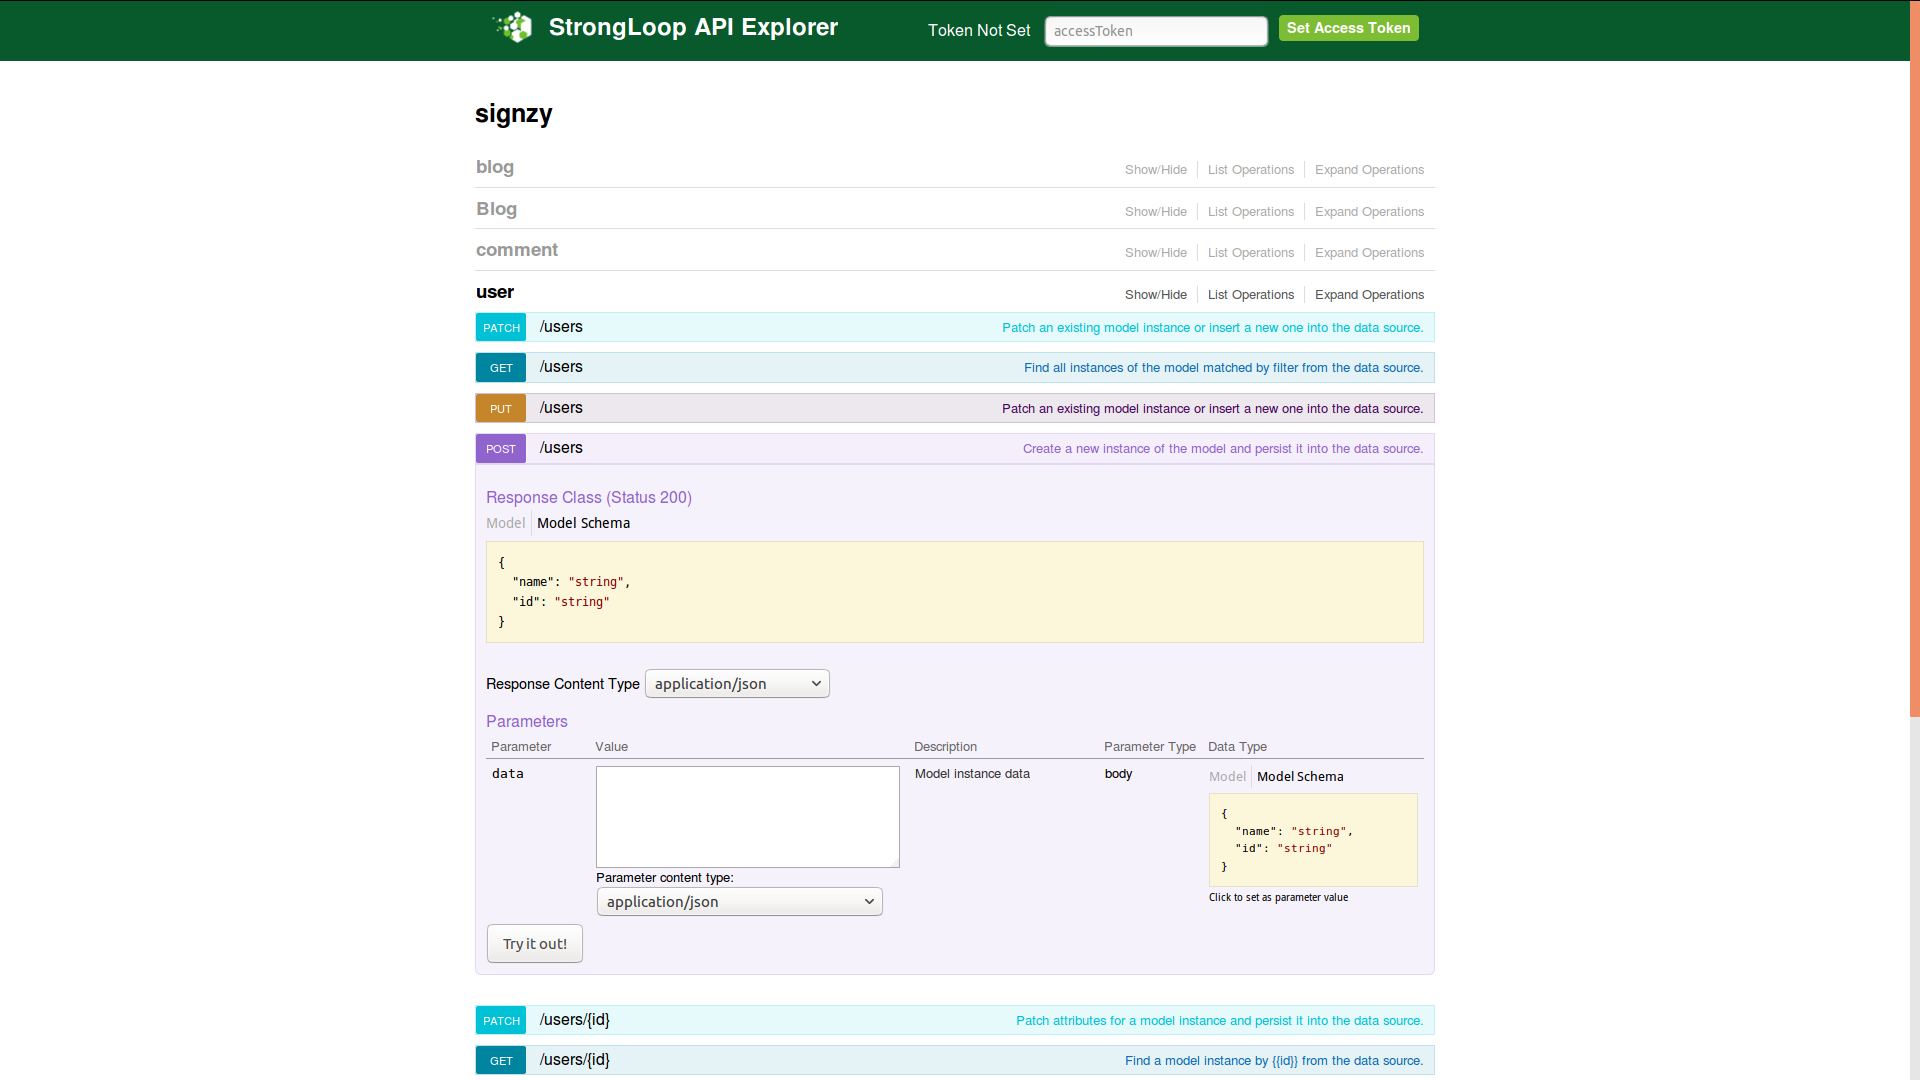 StrongLoop API Explorer Token Not Set accessToken Set Access Token
signzy
blog Show/Hide List Operations Expand Operations
Blog Show/Hide List Operations Expand Operations
comment Show/Hide List Operations Expand Operations
user Show/Hide List Operations Expand Operations
PATCH /users Patch an existing model instance or insert a new one into the data source.
GET /users Find all instances of the model matched by filter from the data source.
PUT /users Patch an existing model instance or insert a new one into the data source.
POST /users Create a new instance of the model and persist it into the data source.
Response Class (Status 200)
Model Model Schema
{
"name": "string",
"id": "string"
}
Response Content Type application/json
Parameters
Parameter Value Description Parameter Type Data Type
data Model instance data body Model Model Schema
{
"name": "string",
"id": "string"
}
Click to set as parameter value
Parameter content type:
application/json
Try it out!
PATCH /users/{id} Patch attributes for a model instance and persist it into the data source.
GET /users/{id} Find a model instance by {{id}} from the data source.